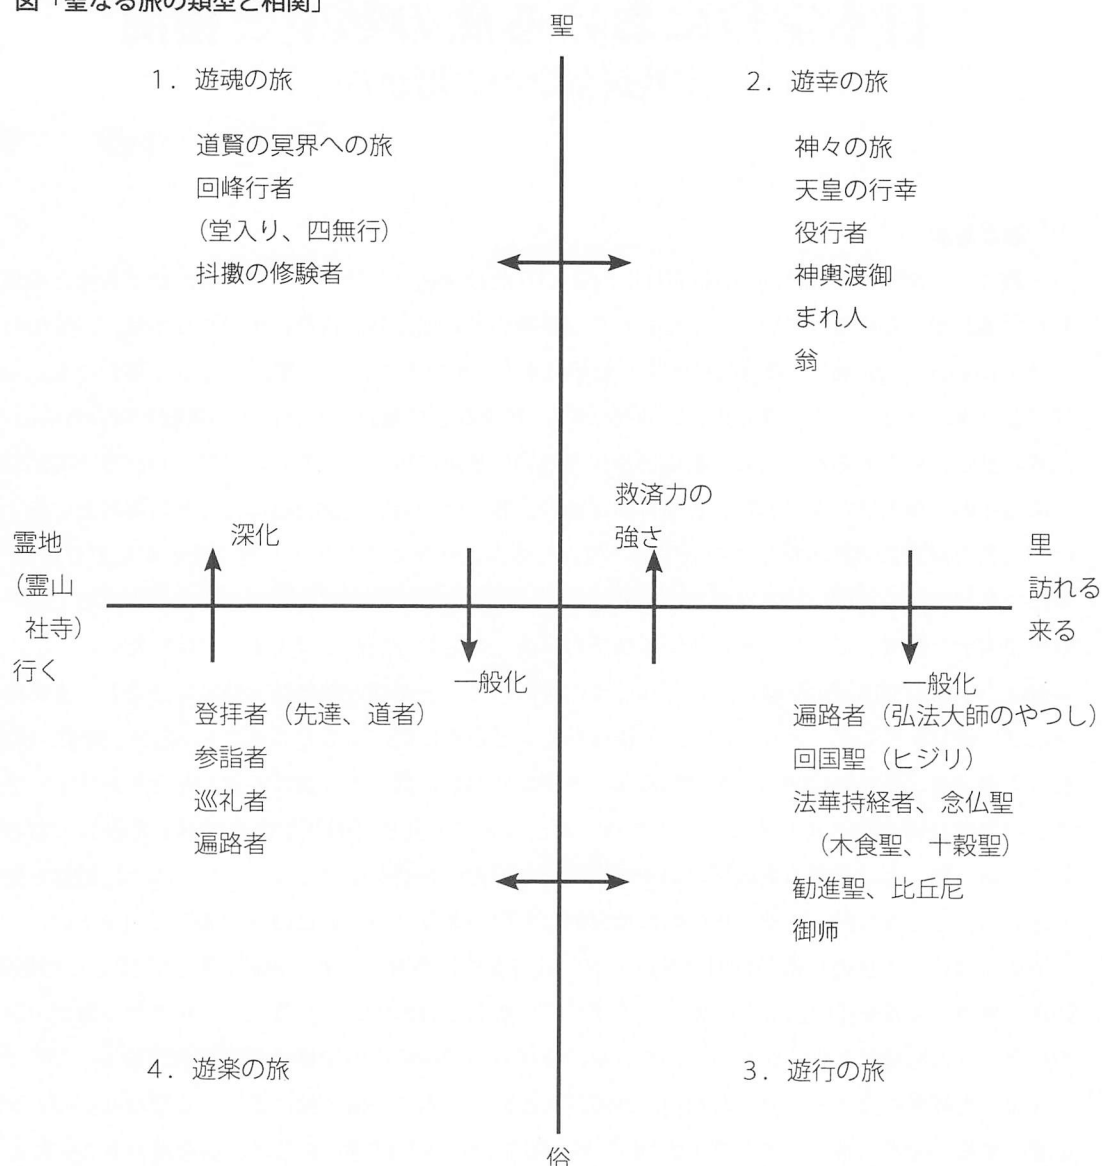 図「聖なる旅の類型と相関」
聖
1．遊魂の旅
道賢の冥界への旅
回峰行者
（堂入り、四無行）
抖擻の修験者
2．遊幸の旅
神々の旅
天皇の行幸
役行者
神輿渡御
まれ人
翁
霊地
（霊山
社寺）
行く
深化
一般化
救済力の
強さ
一般化
里
訪れる
来る
登拝者（先達、道者）
参詣者
巡礼者
遍路者
4．遊楽の旅
遍路者（弘法大師のやつし）
回国聖（ヒジリ）
法華持経者、念仏聖
（木食聖、十穀聖）
勧進聖、比丘尼
御师
3．遊行の旅
俗